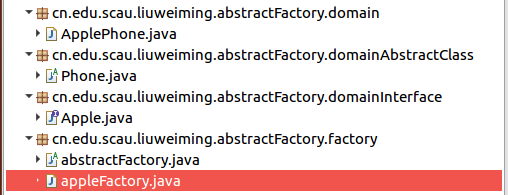 cn.edu.scau.liuweiming.abstractFactory.domain
ApplePhone.java
cn.edu.scau.liuweiming.abstractFactory.domainAbstractClass
Phone.java
cn.edu.scau.liuweiming.abstractFactory.domainInterface
Apple.java
cn.edu.scau.liuweiming.abstractFactory.factory
abstractFactory.java
appleFactory.java